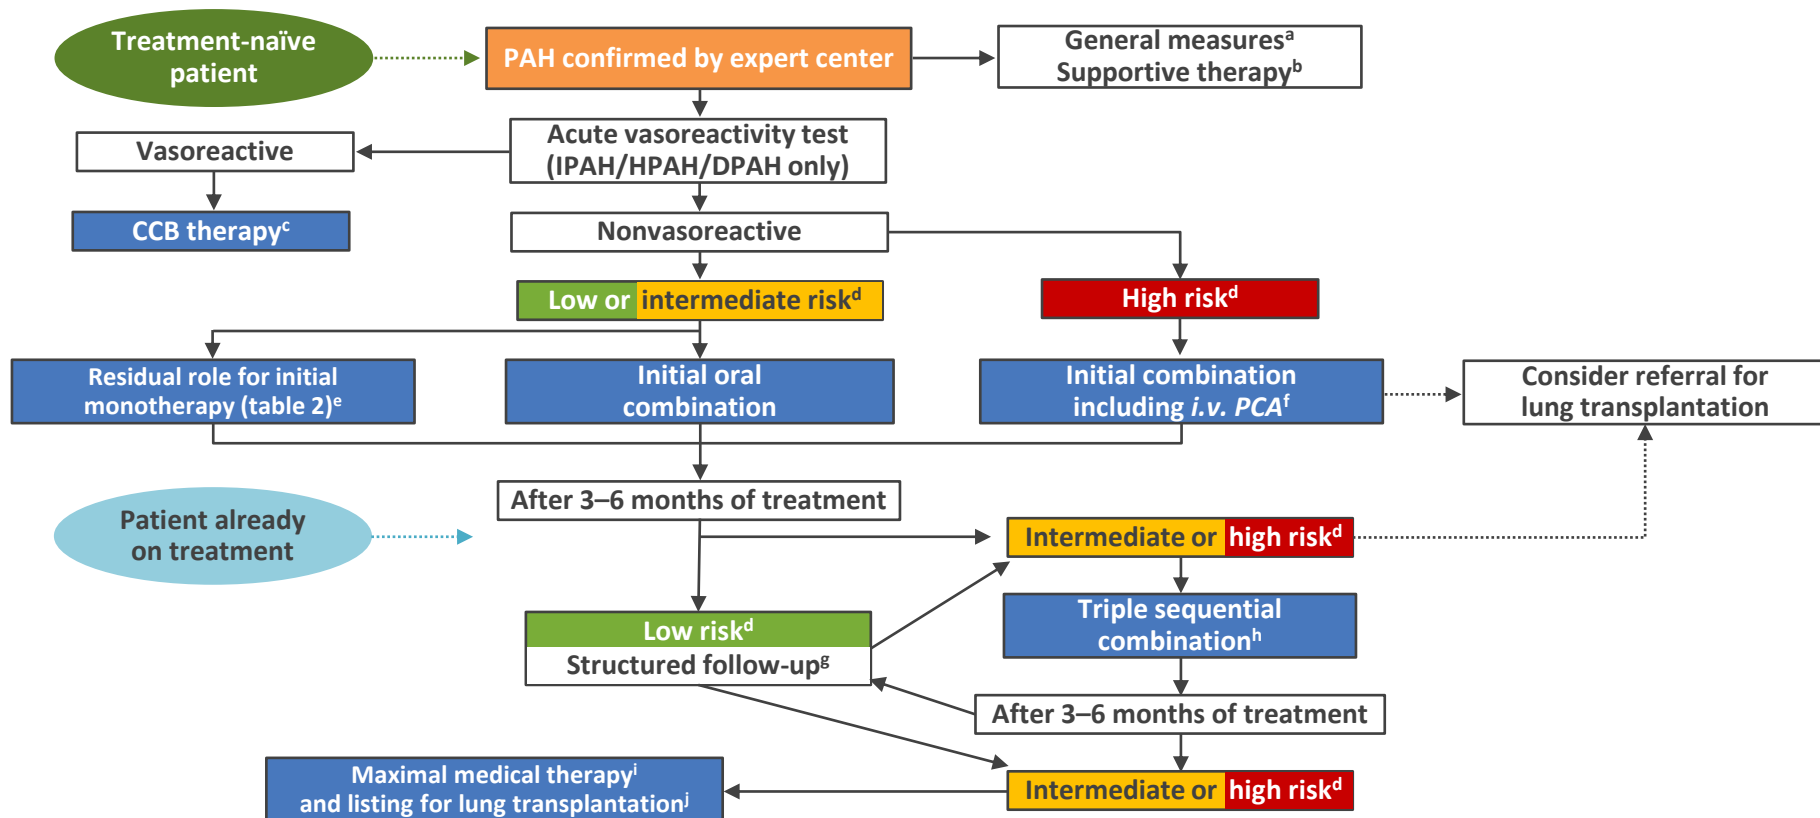 Treatment-naïve
patient
PAH confirmed by expert center
General measuresᵃ
Supportive therapyᵇ
Vasoreactive
Acute vasoreactivity test
(IPAH/HPAH/DPAH only)
CCB therapyᶜ
Nonvasoreactive
Low or intermediate riskᵈ
High riskᵈ
Residual role for initial
monotherapy (table 2)ᵉ
Initial oral
combination
Initial combination
including i.v. PCAᶠ
Consider referral for
lung transplantation
After 3–6 months of treatment
Patient already
on treatment
Intermediate or high riskᵈ
Low riskᵈ
Structured follow-upᵍ
Triple sequential
combinationʰ
After 3–6 months of treatment
Maximal medical therapyⁱ
and listing for lung transplantationʲ
Intermediate or high riskᵈ